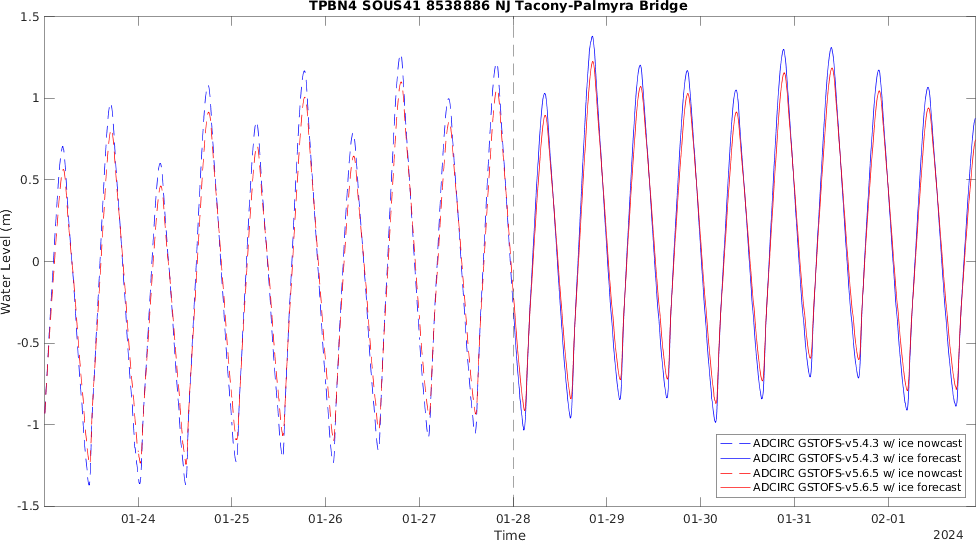 TPBN4 SOUS41 8538886 NJ Tacony-Palmyra Bridge
1.5
1
0.5
0
-0.5
-1
-1.5
Water Level (m)
01-24 01-25 01-26 01-27 01-28 01-29 01-30 01-31 02-01
Time
2024
ADCIRC GSTOFS-v5.4.3 w/ ice nowcast
ADCIRC GSTOFS-v5.4.3 w/ ice forecast
ADCIRC GSTOFS-v5.6.5 w/ ice nowcast
ADCIRC GSTOFS-v5.6.5 w/ ice forecast